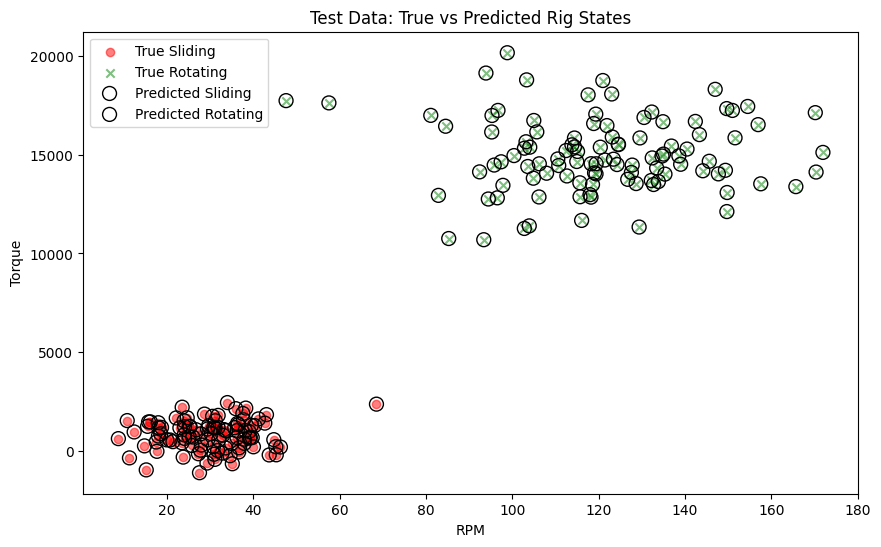 Test Data: True vs Predicted Rig States
True Sliding
True Rotating
Predicted Sliding
Predicted Rotating
20000
15000
10000
5000
0
Torque
20 40 60 80 100 120 140 160 180
RPM